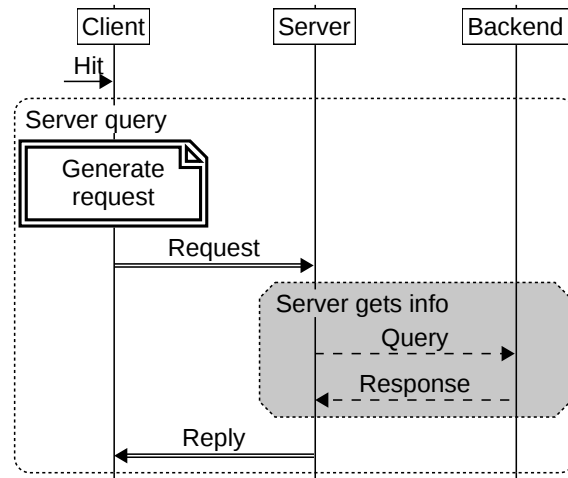 Client Server Backend
Hit
Server query
Generate
request
Request
Server gets info
Query
Response
Reply